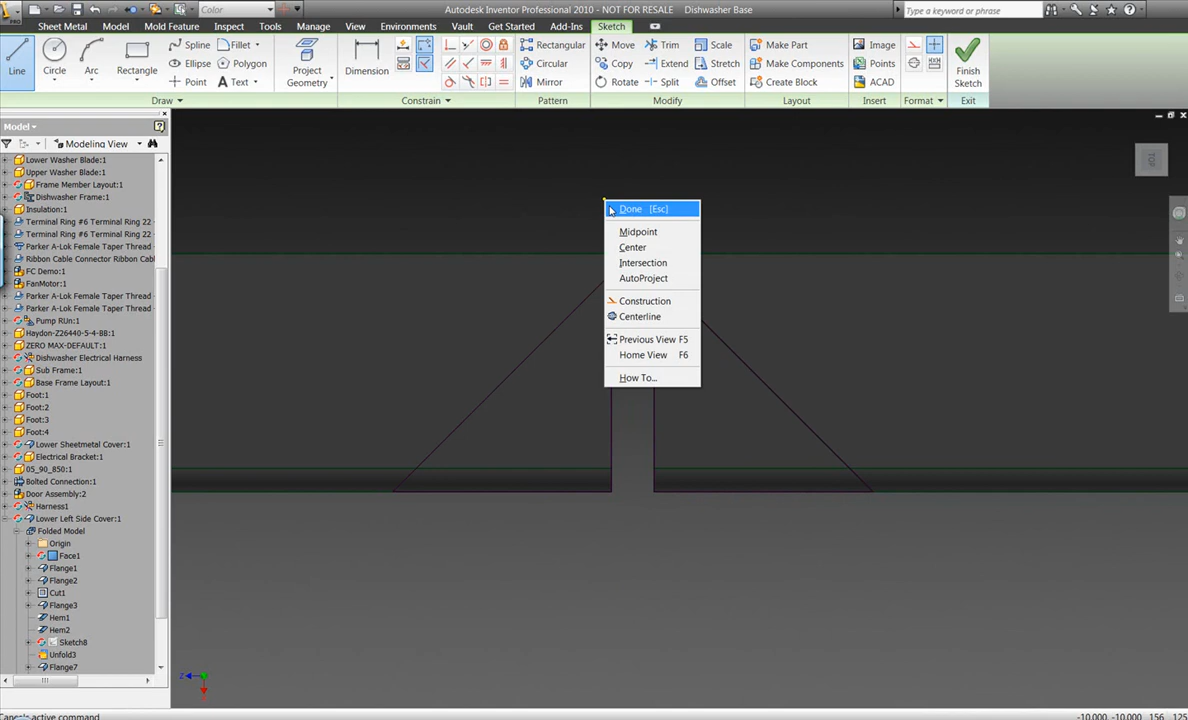 PRO
Color
Autodesk Inventor Professional 2010 - NOT FOR RESALE Dishwasher Base
Type a keyword or phrase
Sheet Metal Model Mold Feature Inspect Tools Manage View Environments Get Started Add-Ins Sketch
Line
Circle
Arc
Rectangle
Spline
Fillet
Ellipse
Polygon
Point
Text
Project
Geometry
Dimension
Rectangular
Circular
Mirror
Move
Trim
Scale
Copy
Extend
Stretch
Rotate
Split
Offset
Make Part
Make Components
Create Block
Image
Points
ACAD
Finish
Sketch
Draw
Constrain
Pattern
Modify
Layout
Insert
Format
Exit
Model
Modeling View
Lower Washer Blade:1
Upper Washer Blade:1
Frame Member Layout:1
Dishwasher Frame:1
Insulation:1
Terminal Ring #6 Terminal Ring 22
Terminal Ring #6 Terminal Ring 22
Parker A-Lok Female Taper Thread
Ribbon Cable Connector Ribbon Cabl
FC Demo:1
FanMotor:1
Parker A-Lok Female Taper Thread
Parker A-Lok Female Taper Thread
Pump RUn:1
Haydon-Z26440-5-4-BB:1
ZERO MAX-DEFAULT:1
Dishwasher Electrical Harness
Sub Frame:1
Base Frame Layout:1
Foot:1
Foot:2
Foot:3
Foot:4
Lower Sheetmetal Cover:1
Electrical Bracket:1
05_90_850:1
Bolted Connection:1
Door Assembly:2
Harness1
Lower Left Side Cover:1
Folded Model
Origin
Face1
Flange1
Flange2
Cut1
Flange3
Hem1
Hem2
Sketch8
Unfold3
Flange7
Done [Esc]
Midpoint
Center
Intersection
AutoProject
Construction
Centerline
Previous View F5
Home View F6
How To...
TOP
Z
-10.000, -10.000 156 125